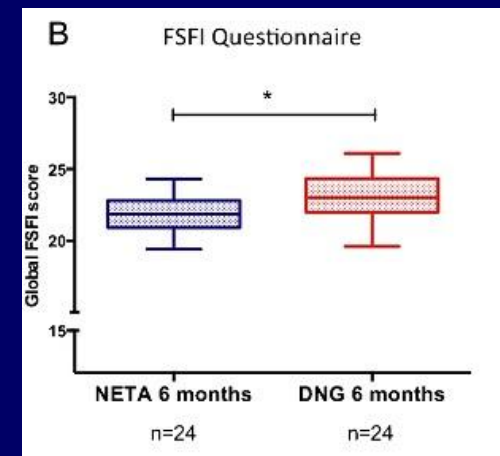 B
FSFI Questionnaire
*
30
25
20
15
Global FSFI score
NETA 6 months
DNG 6 months
n=24
n=24